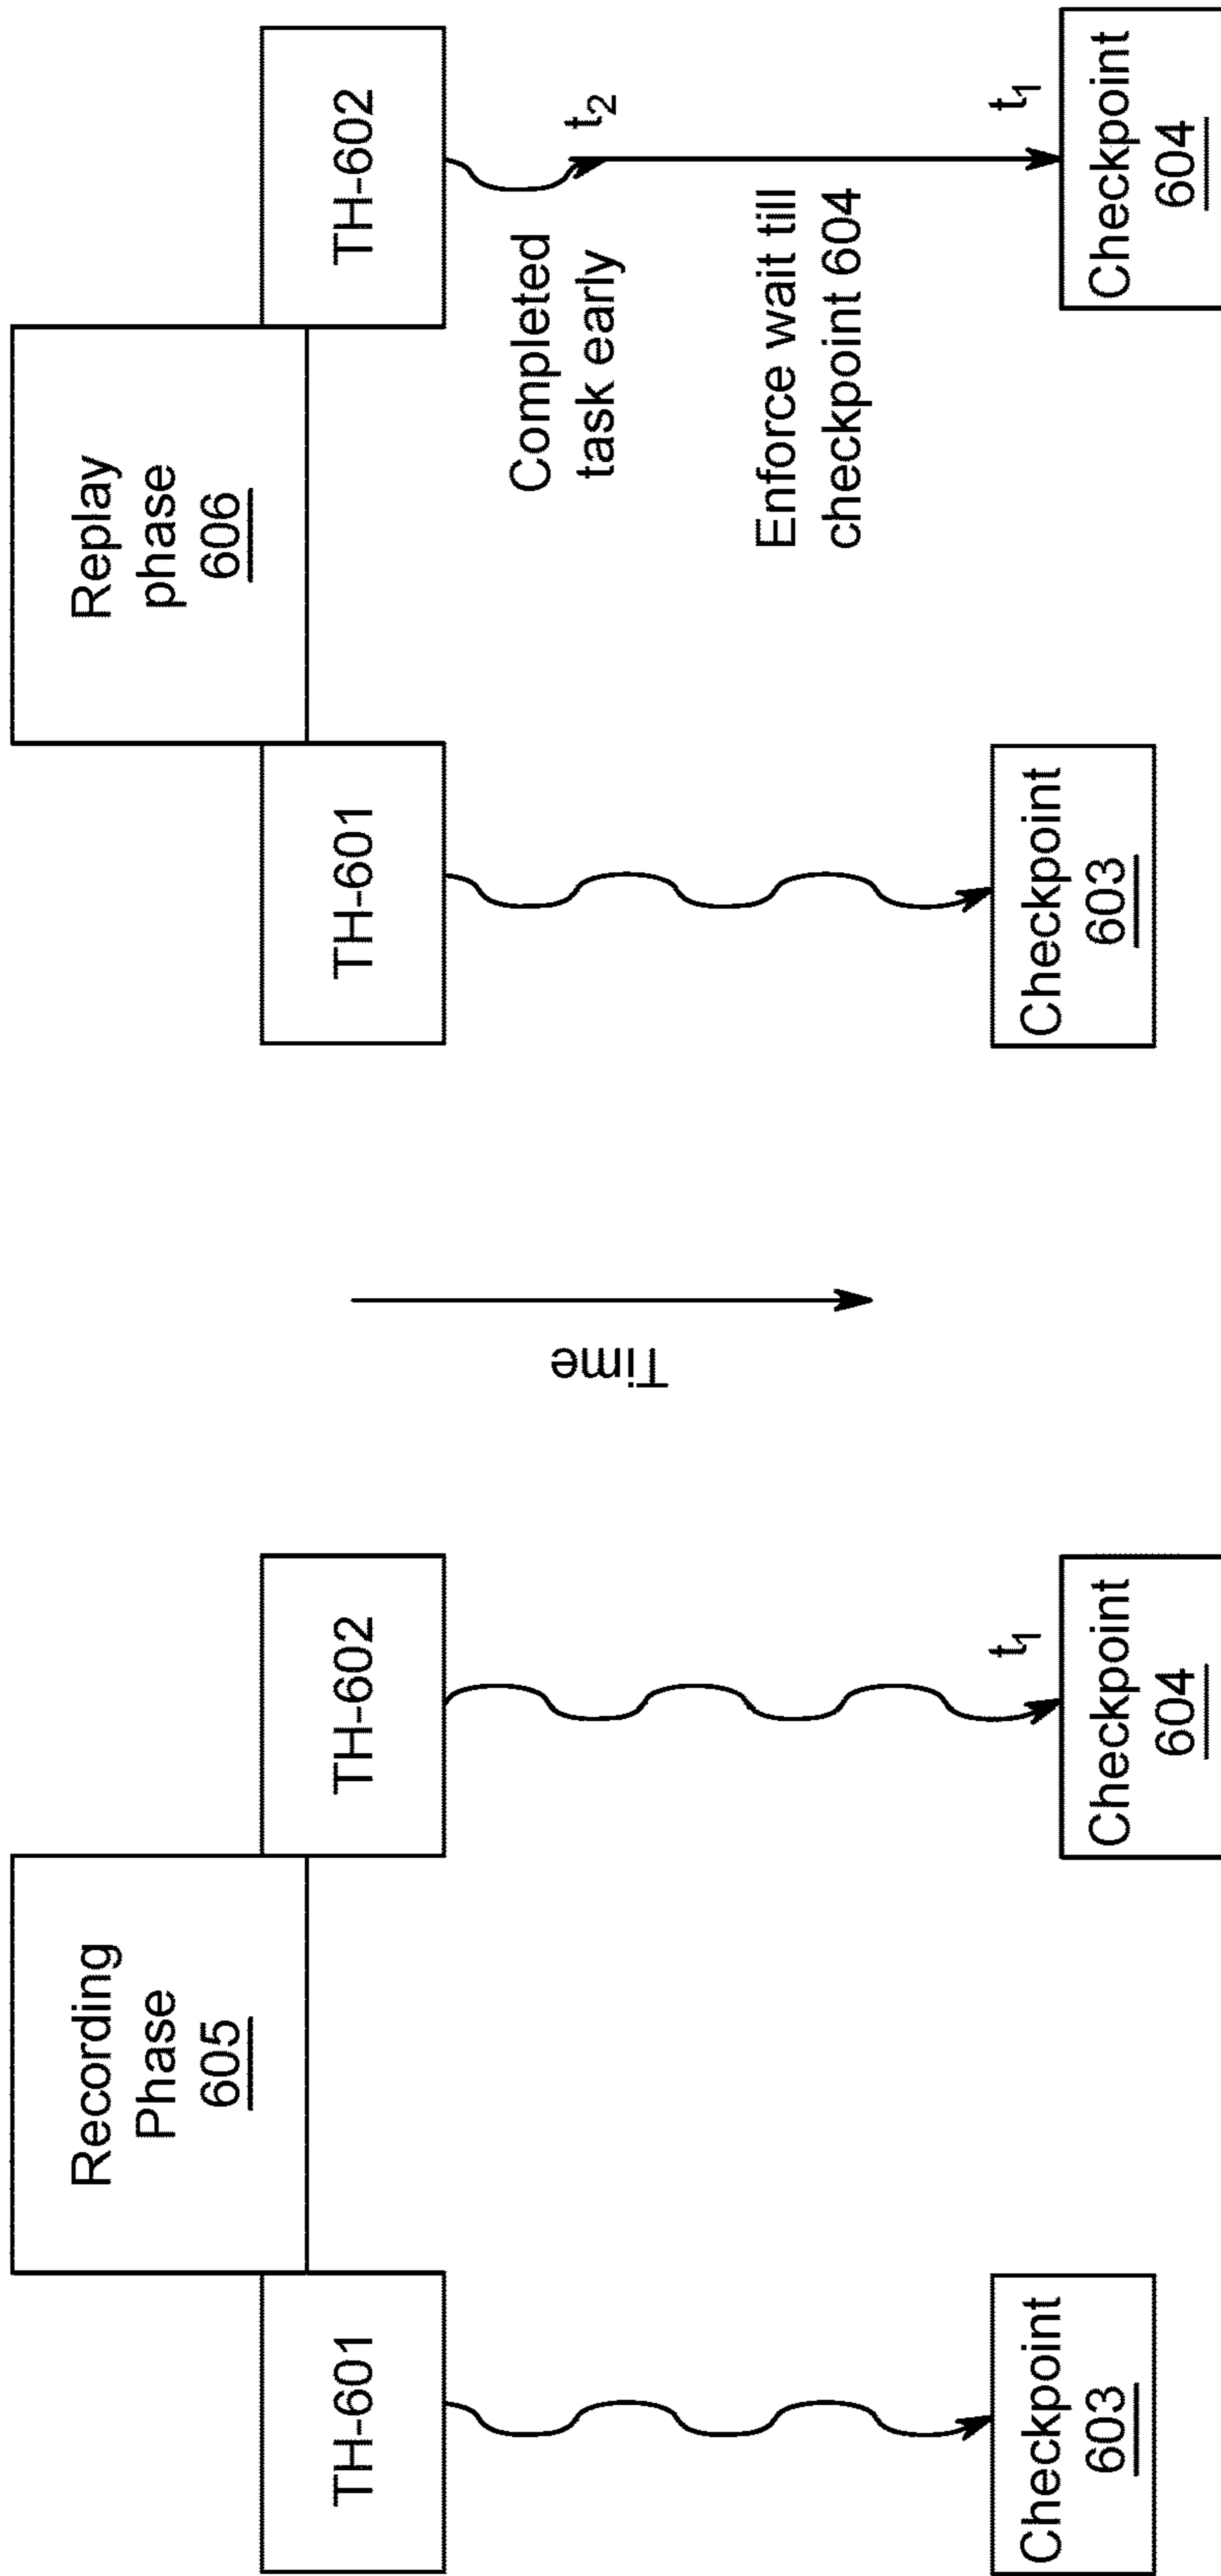 Recording
Phase
605
TH-601
TH-602
t1
Checkpoint
603
Checkpoint
604
Time
Replay
phase
606
TH-601
TH-602
Completed
task early
t2
Enforce wait till
checkpoint 604
t1
Checkpoint
603
Checkpoint
604